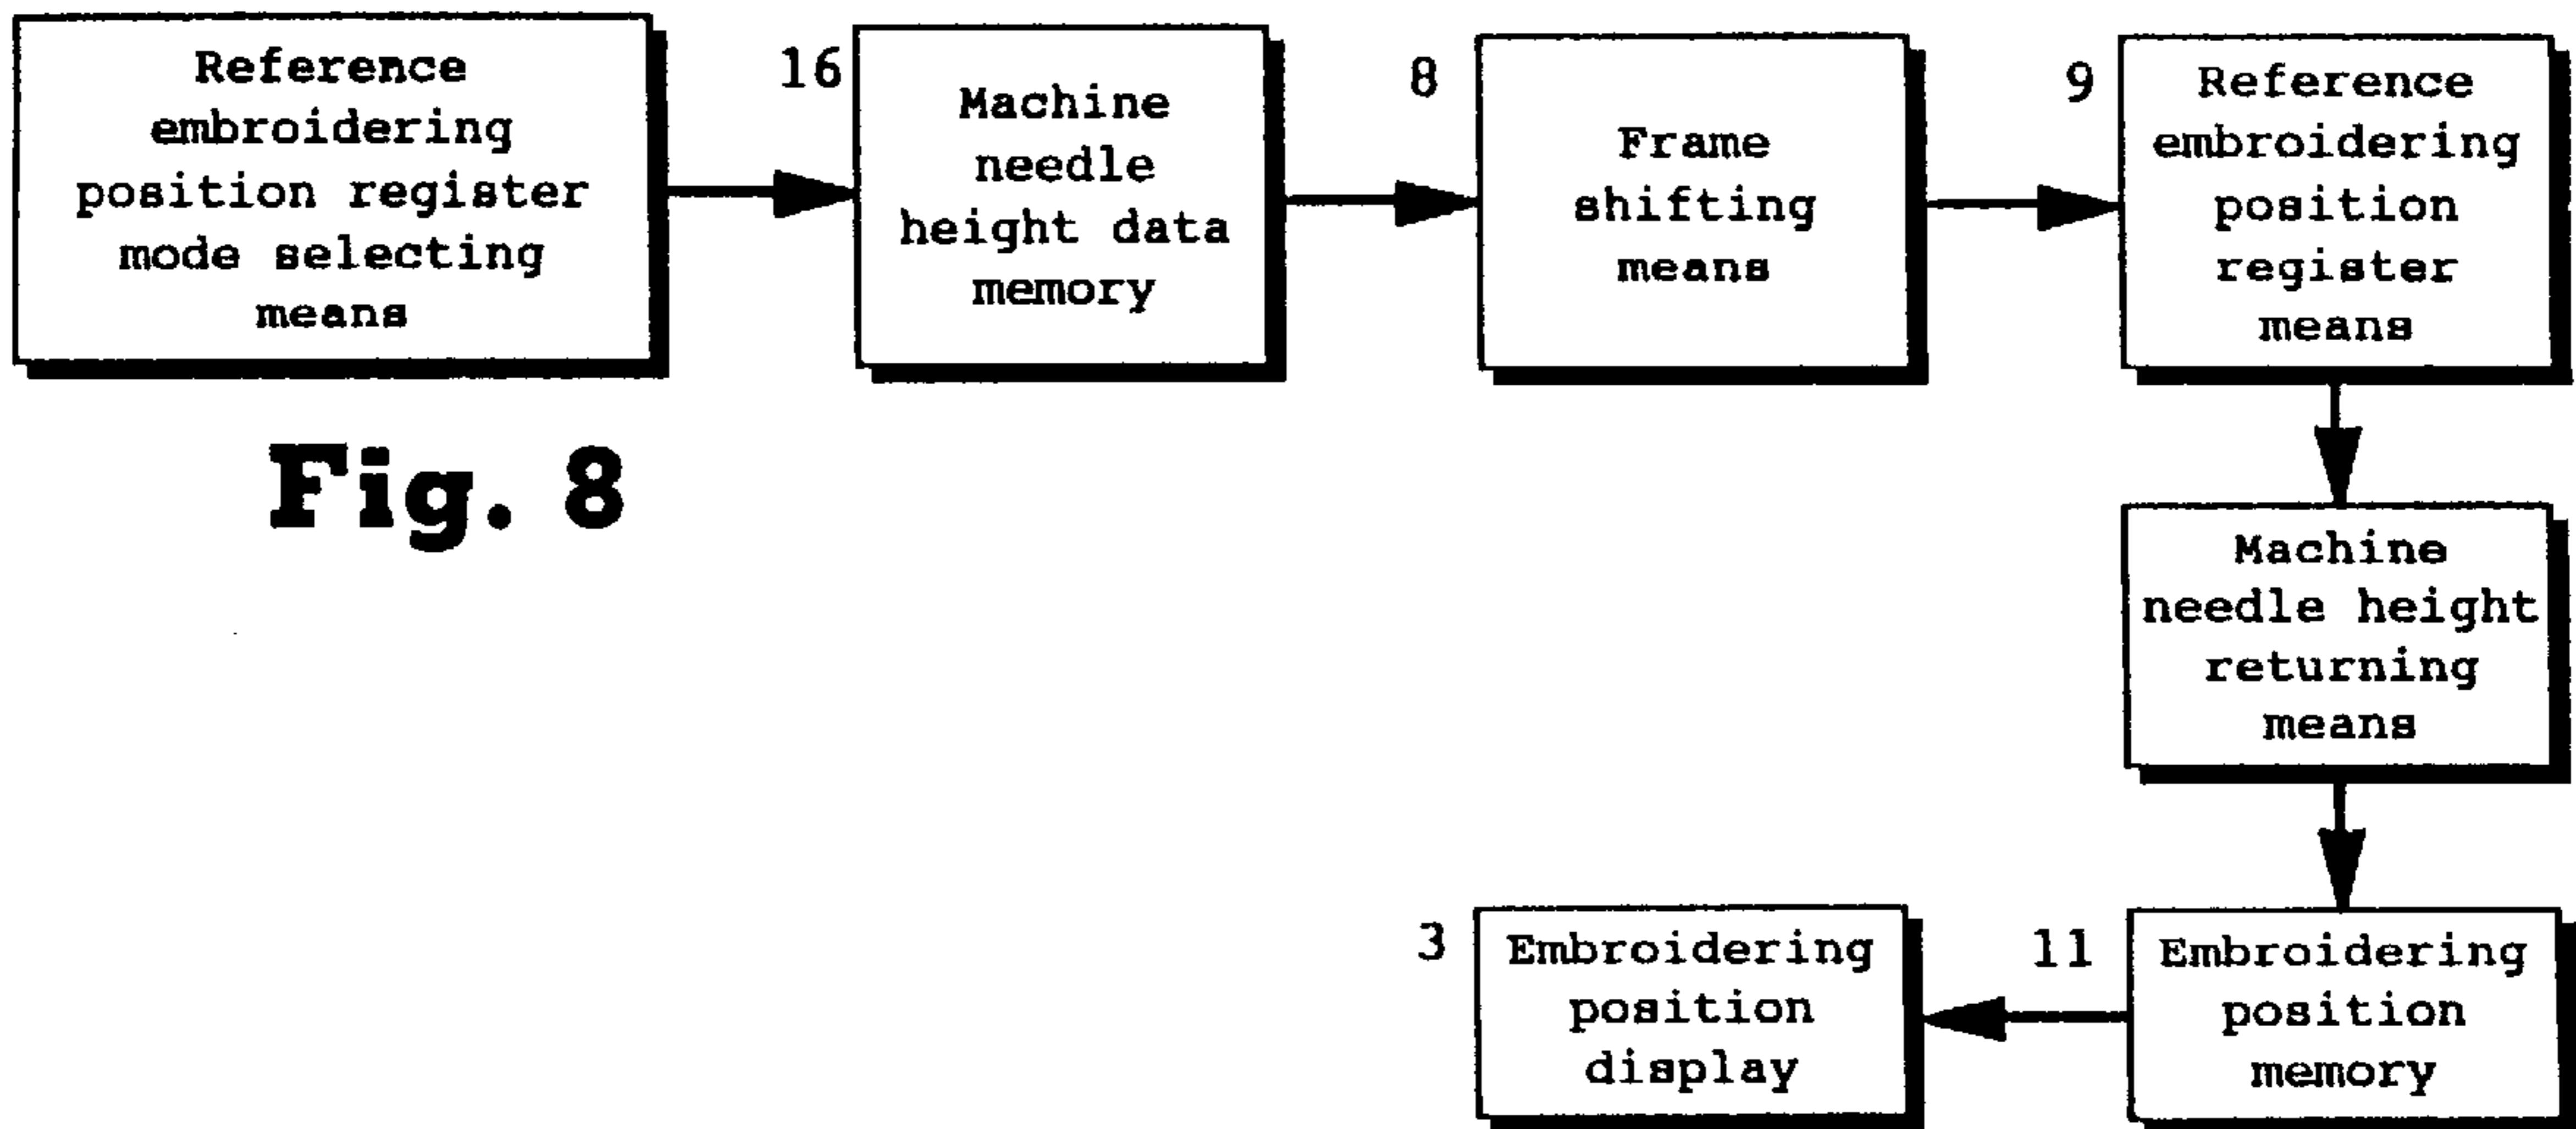 Reference
embroidering
position register
mode selecting
means
16
Machine
needle
height data
memory
8
Frame
shifting
means
9
Reference
embroidering
position
register
means
Fig. 8
Machine
needle height
returning
means
11
Embroidering
position
memory
3
Embroidering
position
display